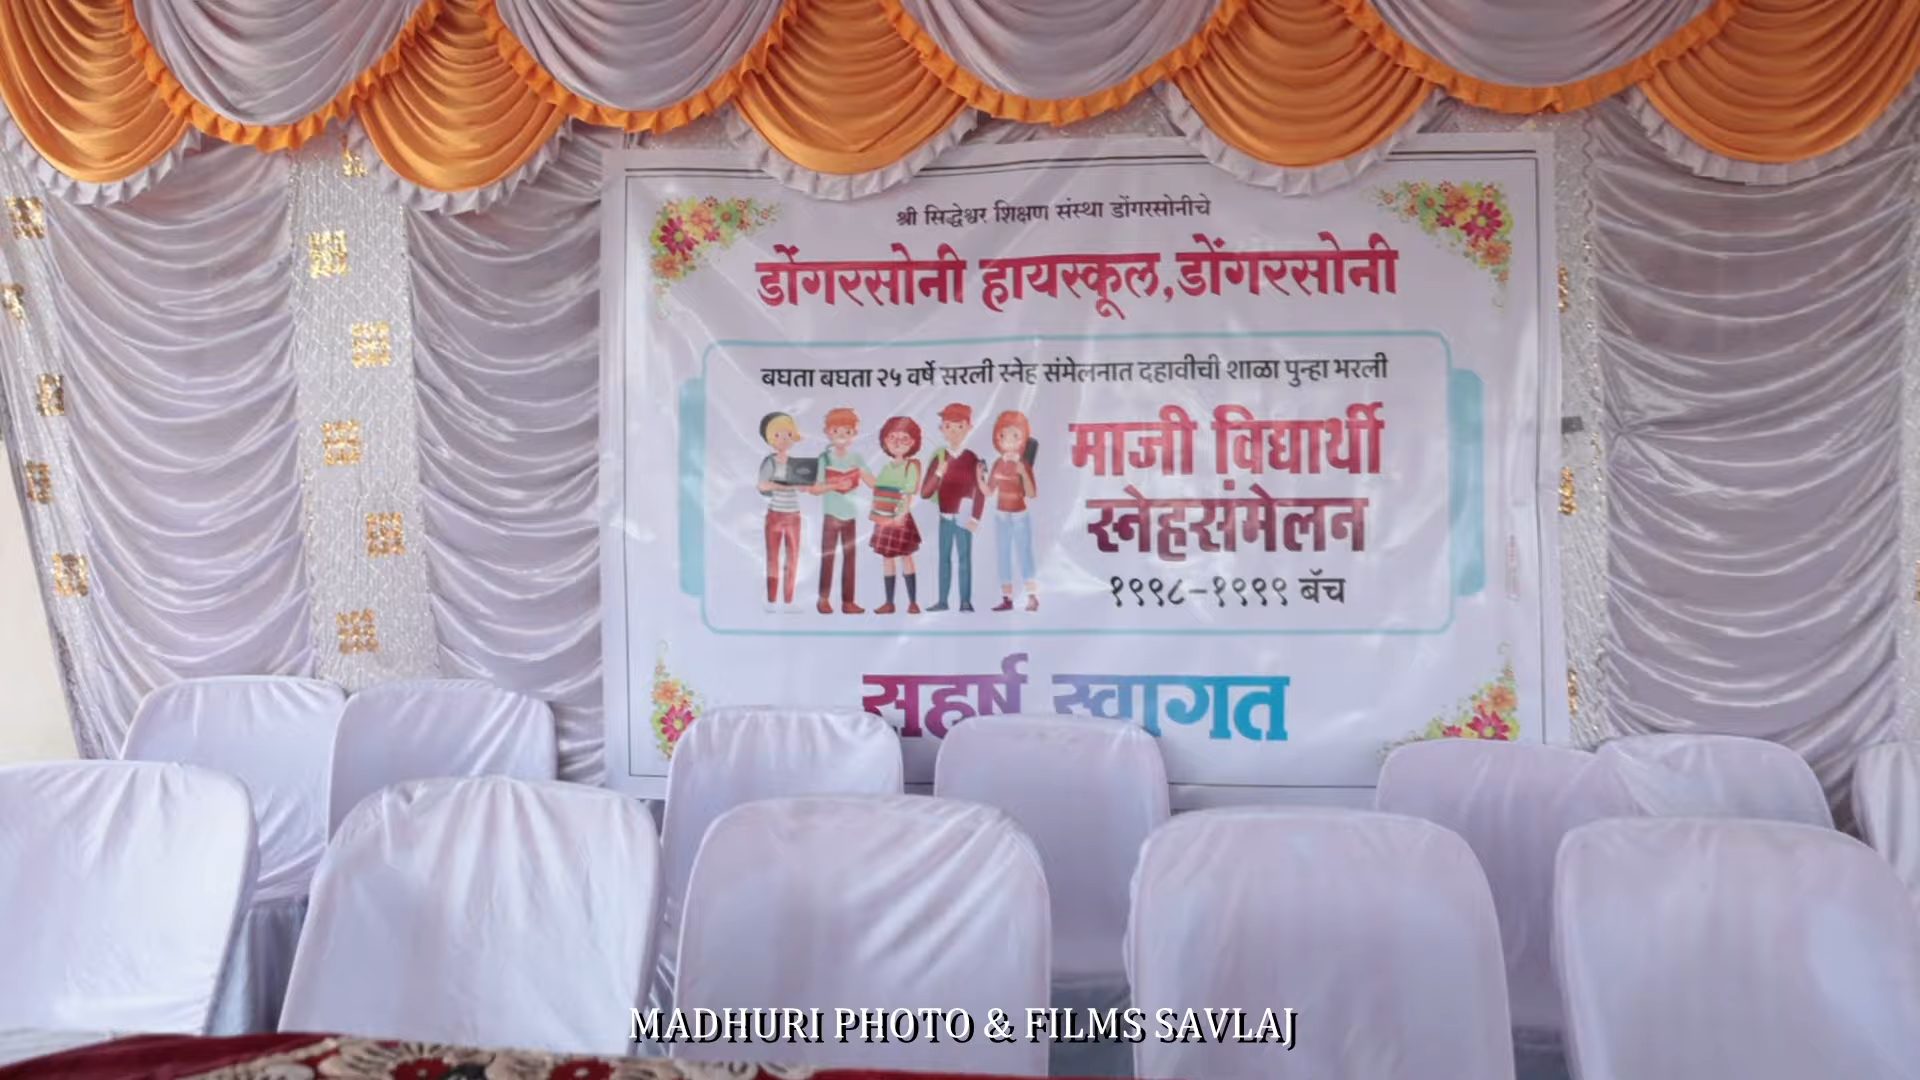 श्री सिद्धेश्वर शिक्षण संस्था डोंगरसोनीचे
डोंगरसोनी हायस्कूल,डोंगरसोनी
बघता बघता २५ वर्षे सरली स्नेह संमेलनात दहावीची शाळा पुन्हा भरली
माजी विद्यार्थी
स्नेहसंमेलन
१९९८-१९९९ बॅच
सहर्ष स्वागत
MADHURI PHOTO & FILMS SAVLAJ